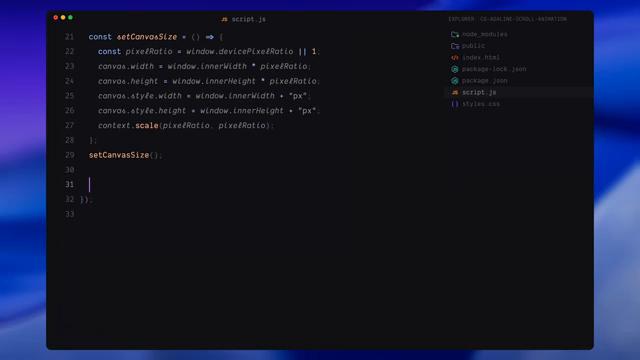 JS script.js
EXPLORER: CG-ADALINE-SCROLL-ANIMATION
21 const setCanvasSize = () => {
22 const pixelRatio = window.devicePixelRatio || 1;
23 canvas.width = window.innerWidth * pixelRatio;
24 canvas.height = window.innerHeight * pixelRatio;
25 canvas.style.width = window.innerWidth + "px";
26 canvas.style.height = window.innerHeight + "px";
27 context.scale(pixelRatio, pixelRatio);
28 };
29 setCanvasSize();
30
31
32 });
33
node_modules
public
index.html
package-lock.json
package.json
JS script.js
styles.css